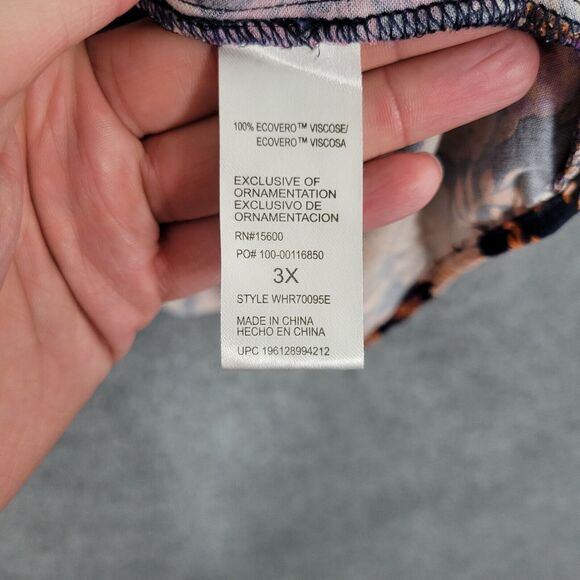 100% ECOVERO™ VISCOSE/
ECOVERO™ VISCOSA
EXCLUSIVE OF
ORNAMENTATION
EXCLUSIVO DE
ORNAMENTACION
RN#15600
PO# 100-00116850
3X
STYLE WHR70095E
MADE IN CHINA
HECHO EN CHINA
UPC 196128994212